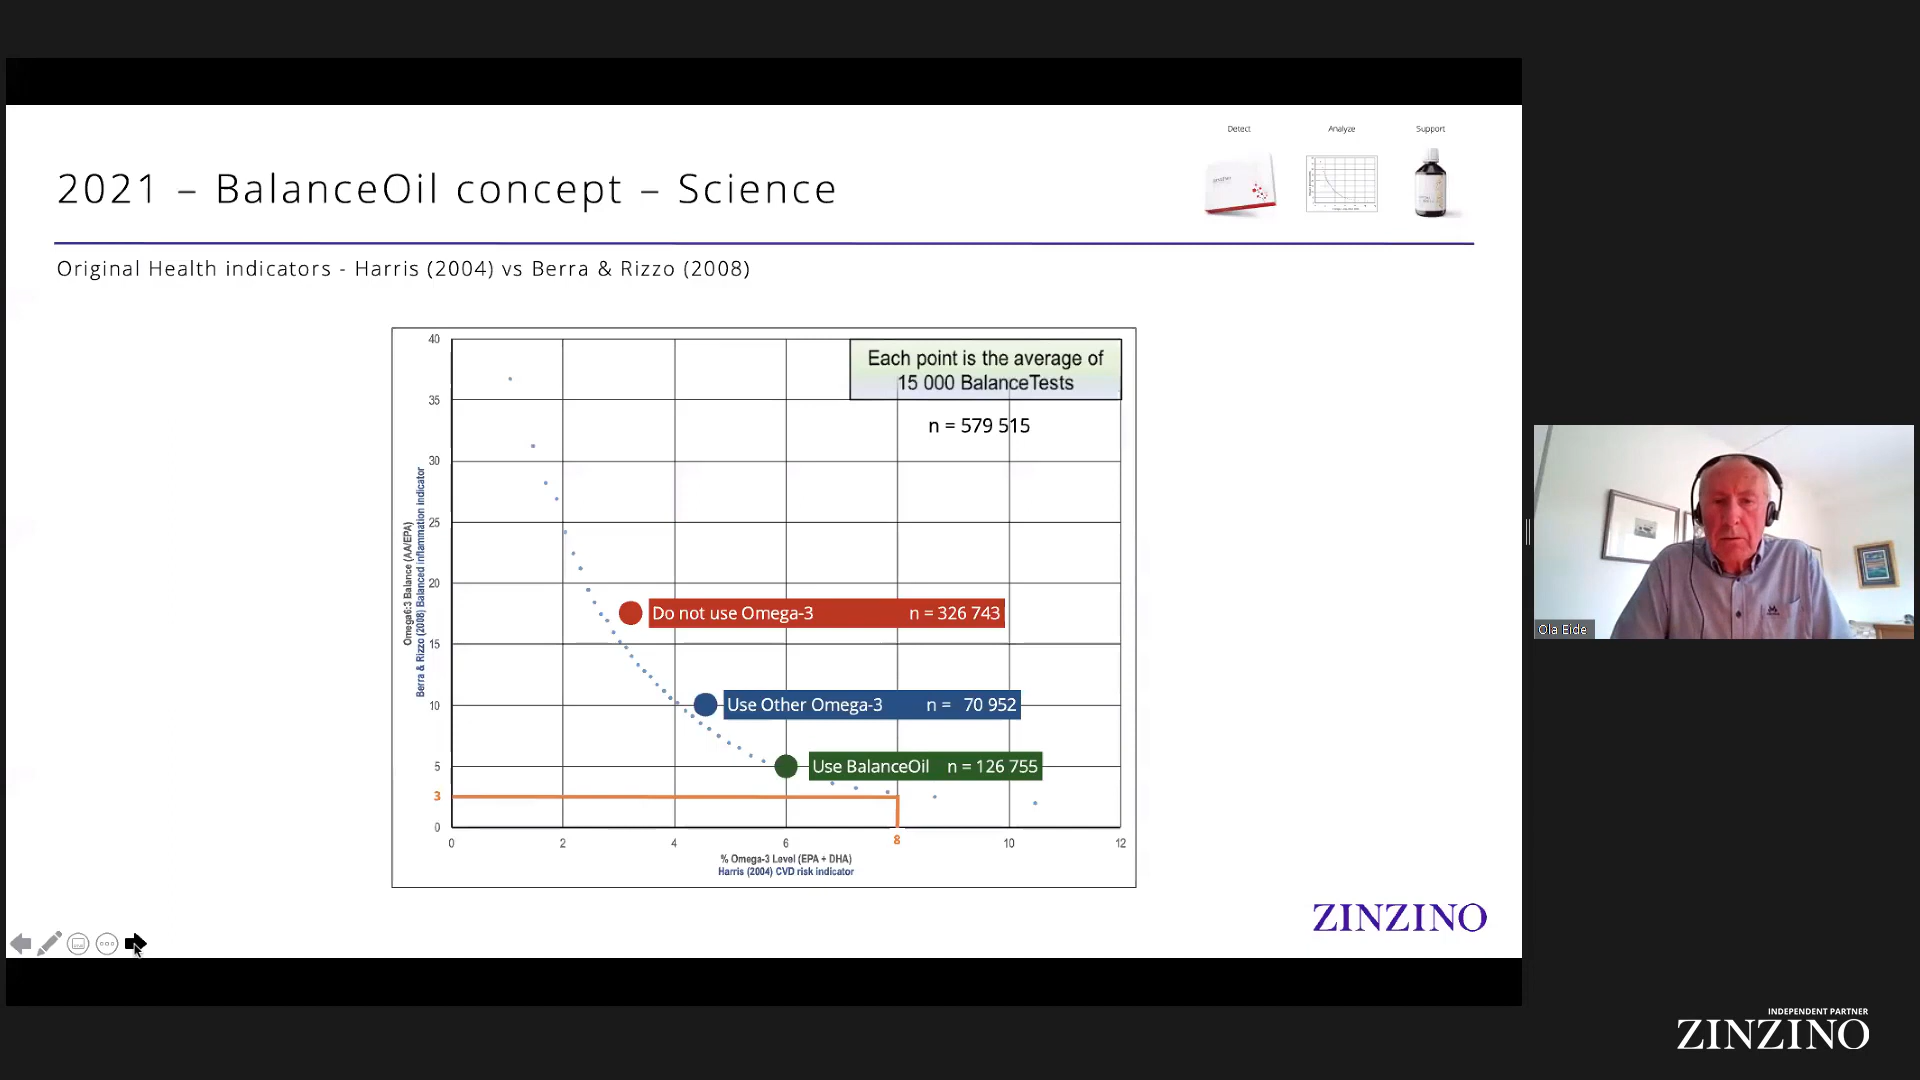 Detect
Analyze
Support
2021 – BalanceOil concept – Science
Original Health indicators - Harris (2004) vs Berra & Rizzo (2008)
Each point is the average of
15 000 BalanceTests
n = 579 515
40
35
30
25
20
15
10
5
3
0
Omega6:3 Balance (AA/EPA)
Berra & Rizzo (2008) Balanced inflammation indicator
Do not use Omega-3 n = 326 743
Use Other Omega-3 n = 70 952
Use BalanceOil n = 126 755
0 2 4 6 8 10 12
% Omega-3 Level (EPA + DHA)
Harris (2004) CVD risk indicator
ZINZINO
Ola Eide
INDEPENDENT PARTNER
ZINZINO